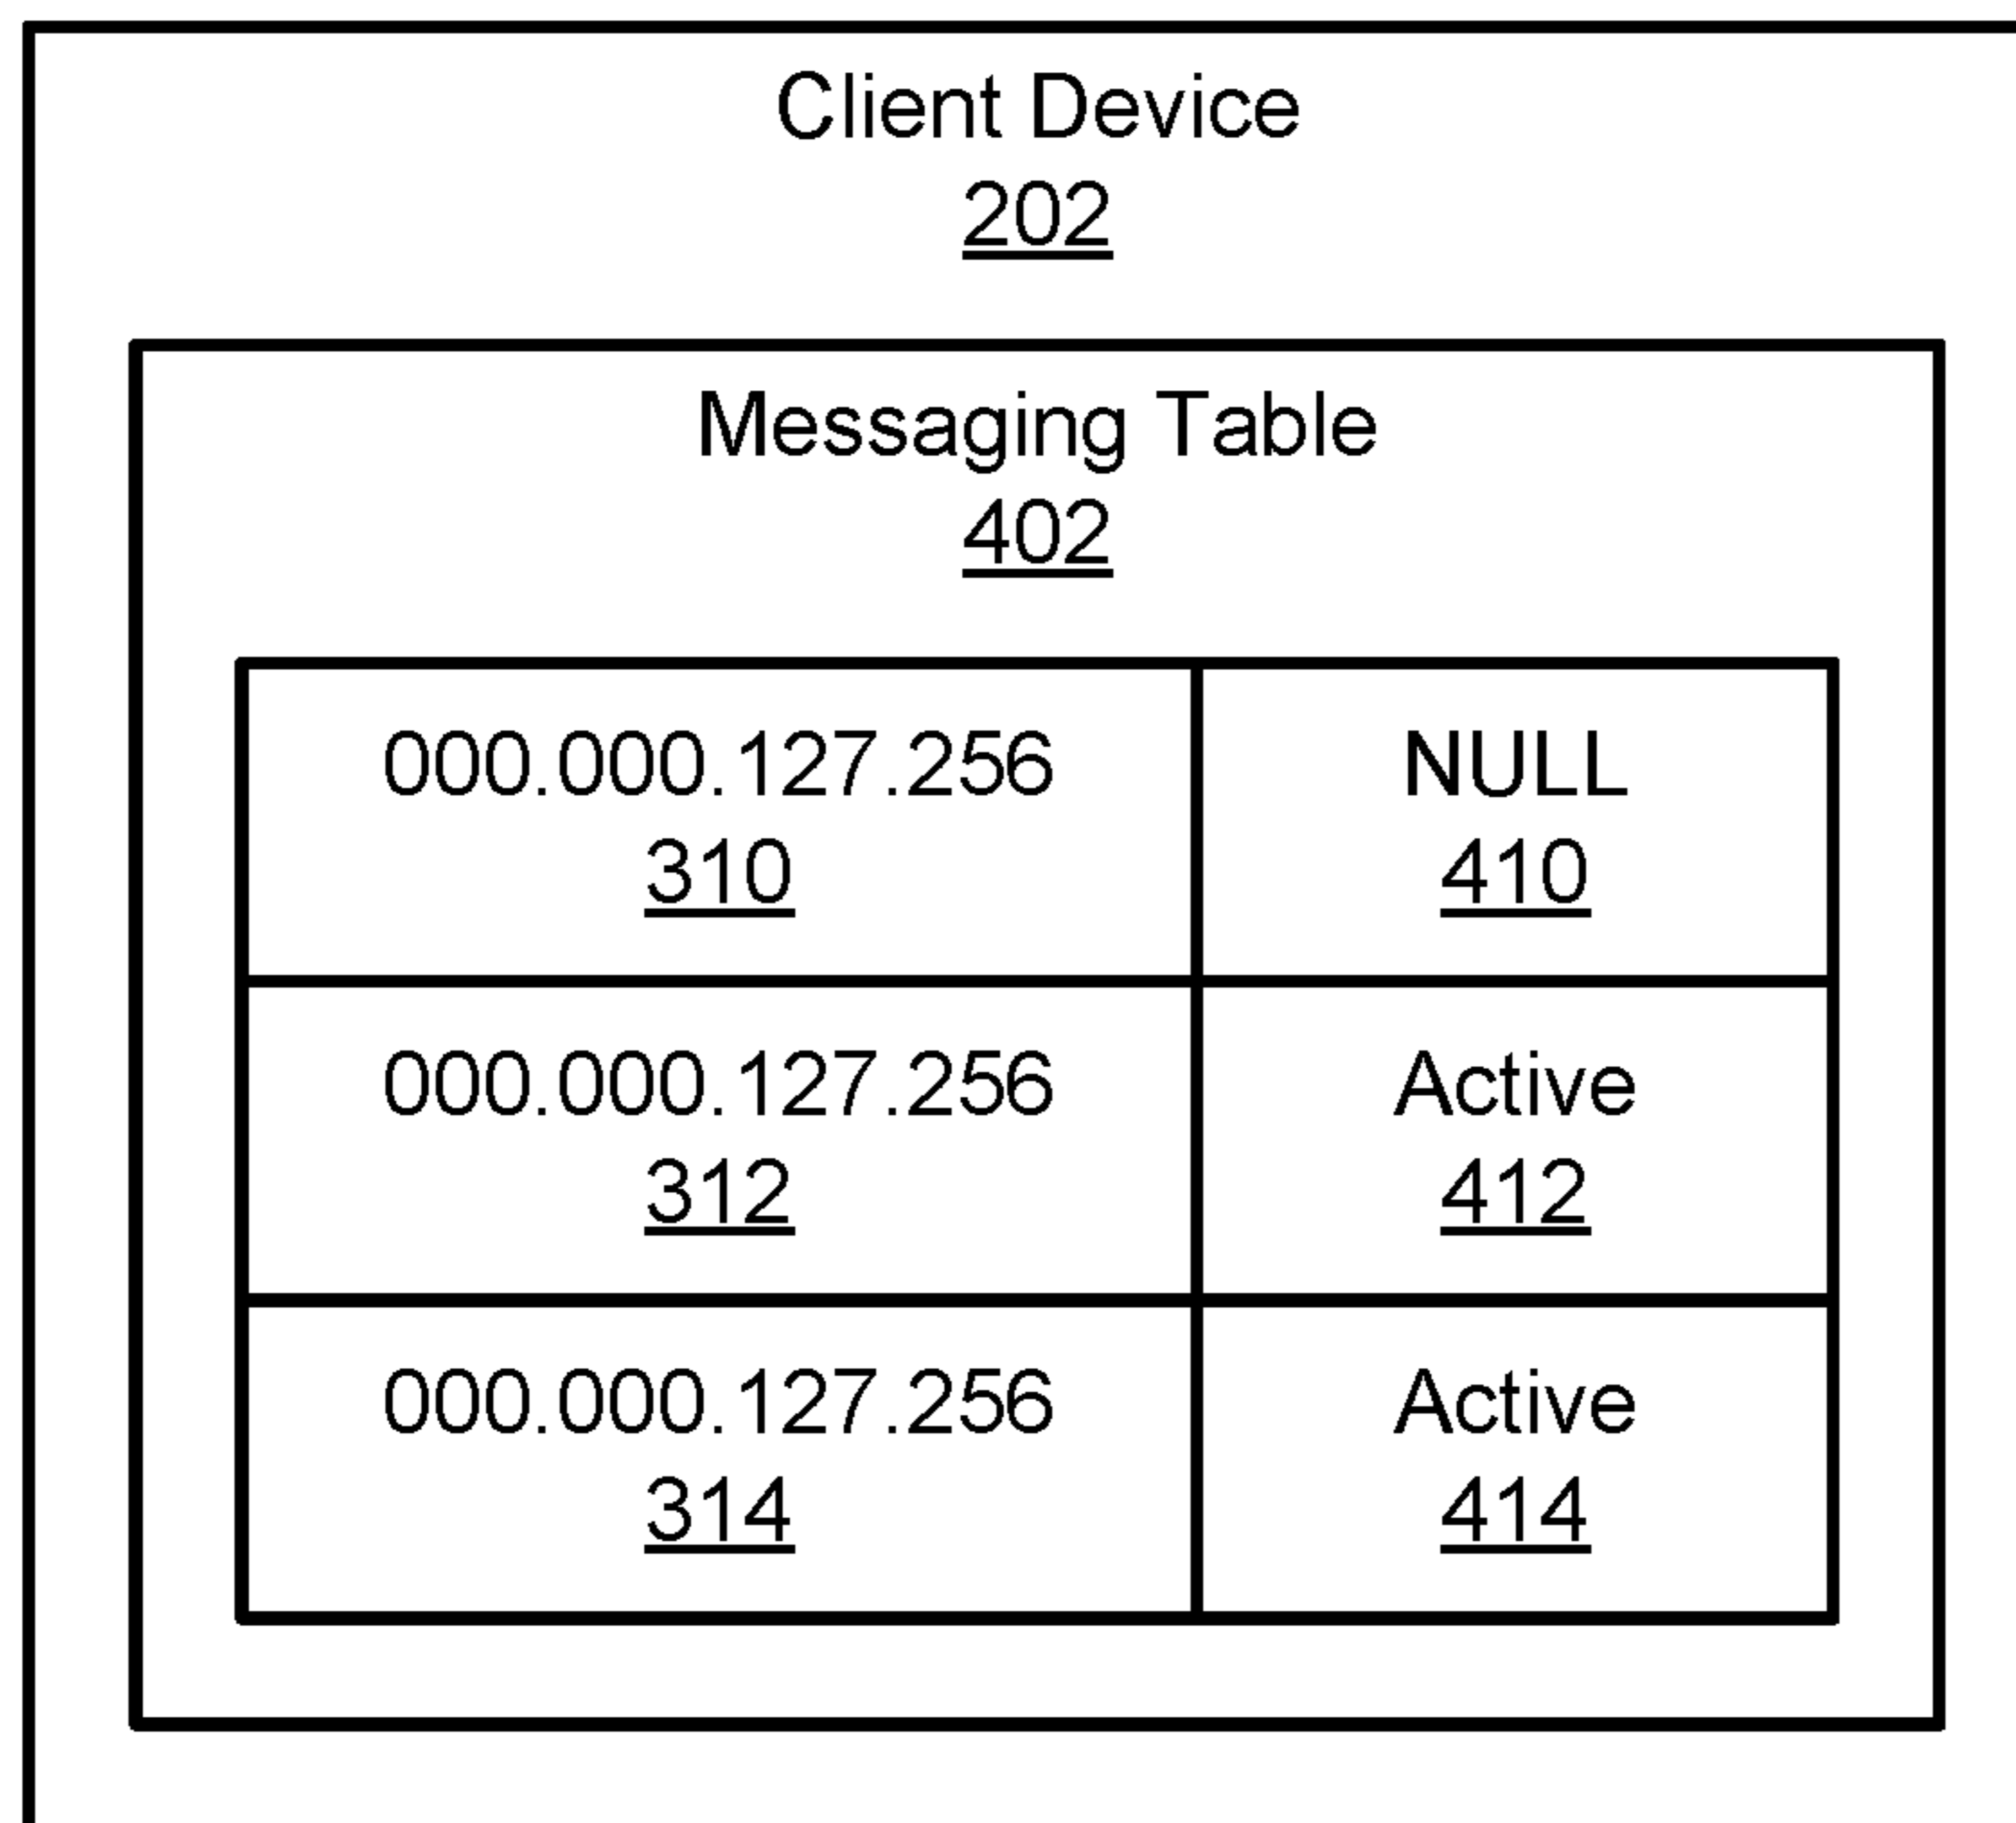 Client Device
202
Messaging Table
402
000.000.127.256
310
NULL
410
000.000.127.256
312
Active
412
000.000.127.256
314
Active
414